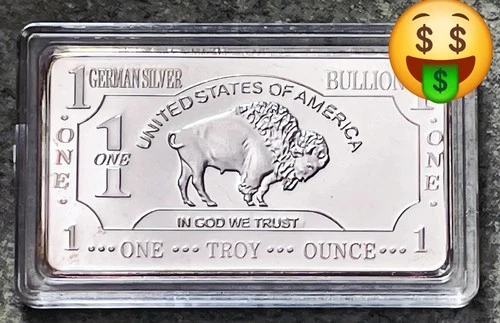 1 GERMAN SILVER BULLION
UNITED STATES OF AMERICA
1
ONE
ONE
ONE
IN GOD WE TRUST
1 ••• ONE ••• TROY ••• OUNCE ••• 1
$ $
$